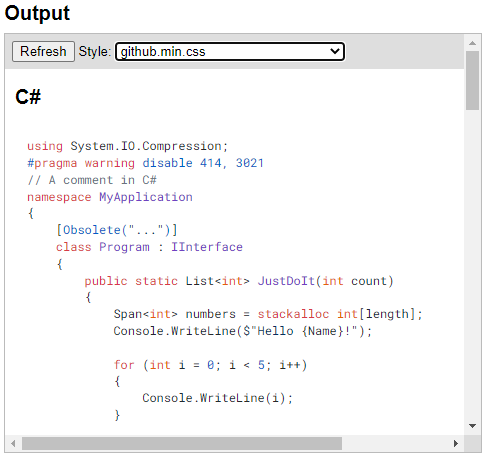 Output
Refresh Style: github.min.css
C#
using System.IO.Compression;
#pragma warning disable 414, 3021
// A comment in C#
namespace MyApplication
{
    [Obsolete("...")]
    class Program : IInterface
    {
        public static List<int> JustDoIt(int count)
        {
            Span<int> numbers = stackalloc int[length];
            Console.WriteLine($"Hello {Name}!");

            for (int i = 0; i < 5; i++)
            {
                Console.WriteLine(i);
            }